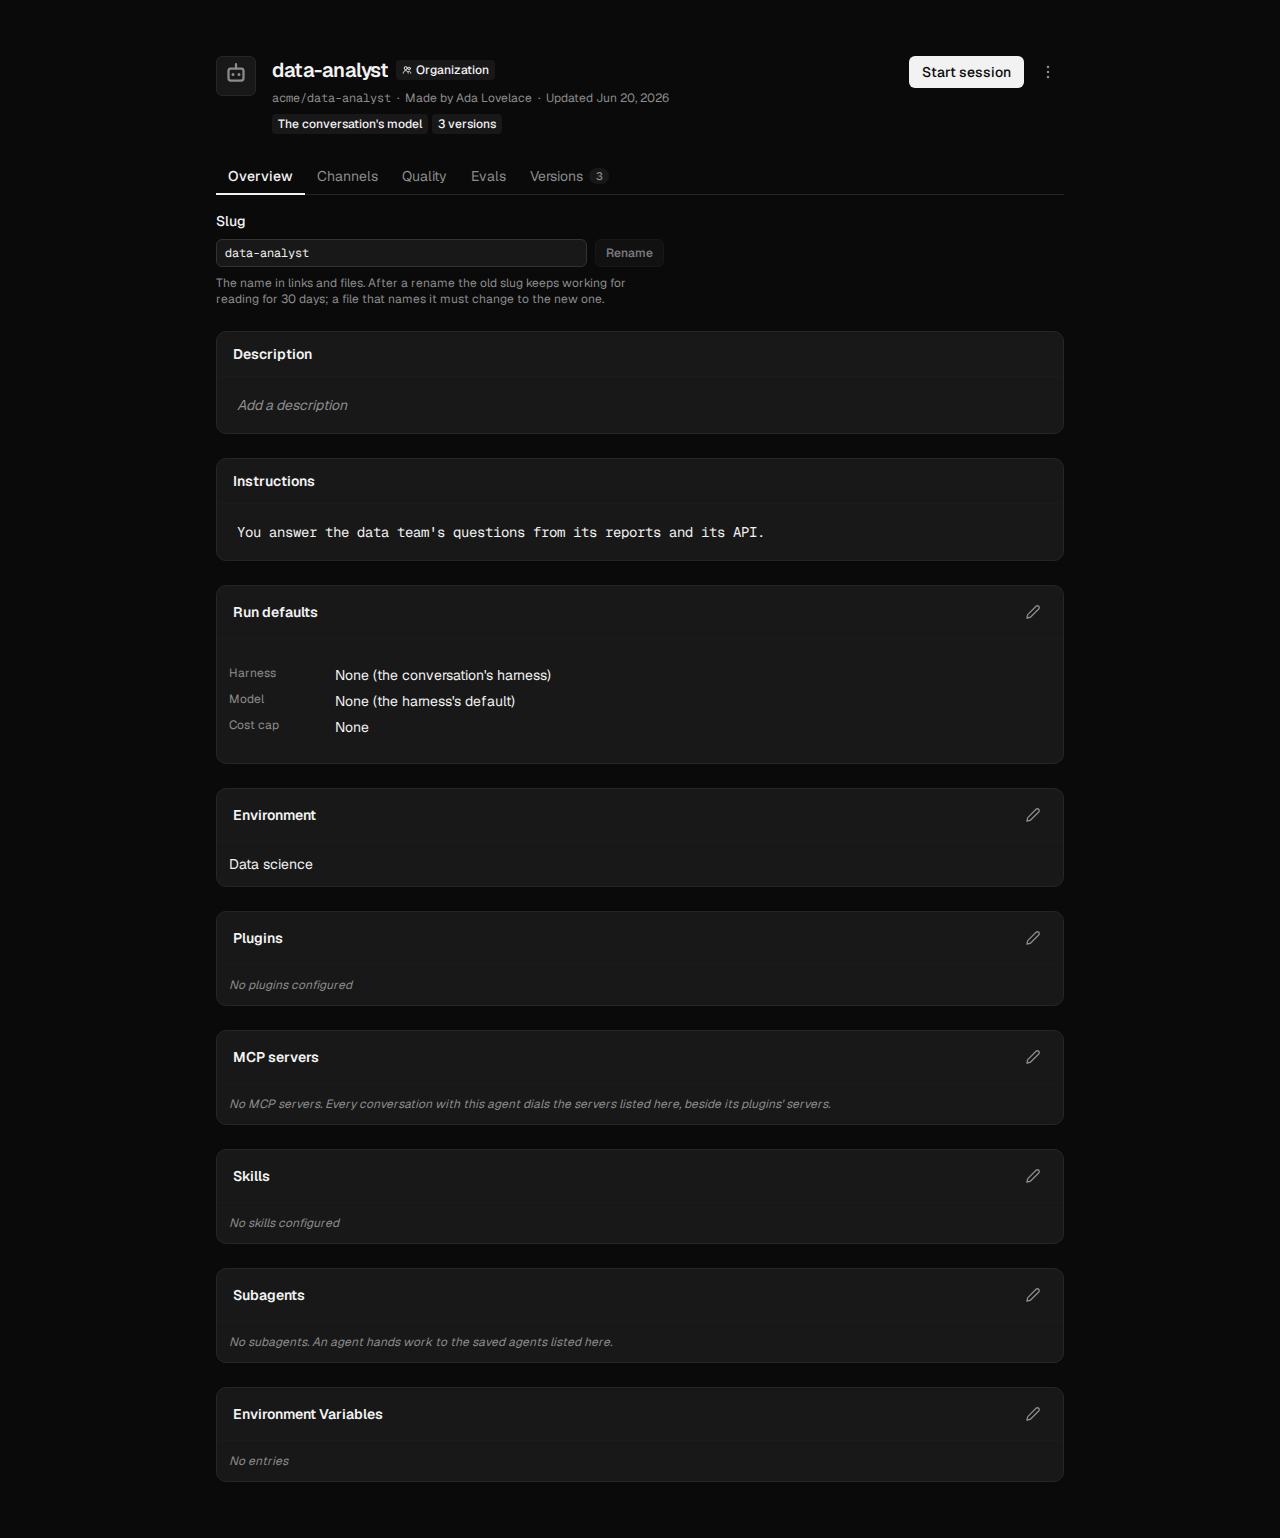 data-analyst
Organization
Start session
acme/data-analyst · Made by Ada Lovelace · Updated Jun 20, 2026
The conversation's model
3 versions
Overview
Channels
Quality
Evals
Versions 3
Slug
data-analyst
Rename
The name in links and files. After a rename the old slug keeps working for
reading for 30 days; a file that names it must change to the new one.
Description
Add a description
Instructions
You answer the data team's questions from its reports and its API.
Run defaults
Harness None (the conversation's harness)
Model None (the harness's default)
Cost cap None
Environment
Data science
Plugins
No plugins configured
MCP servers
No MCP servers. Every conversation with this agent dials the servers listed here, beside its plugins' servers.
Skills
No skills configured
Subagents
No subagents. An agent hands work to the saved agents listed here.
Environment Variables
No entries